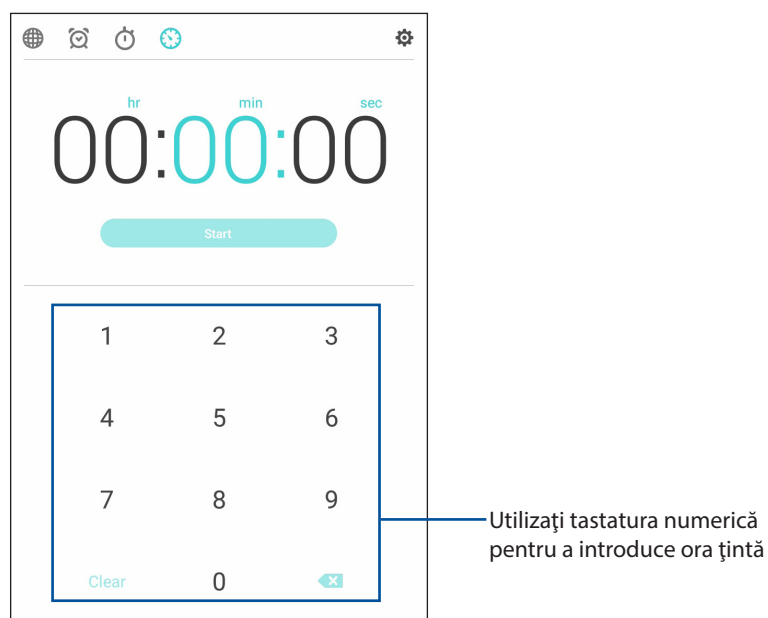 hr min sec
00:00:00
Start
1 2 3
4 5 6
7 8 9
Utilizaţi tastatura numerică
pentru a introduce ora ţintă
Clear 0